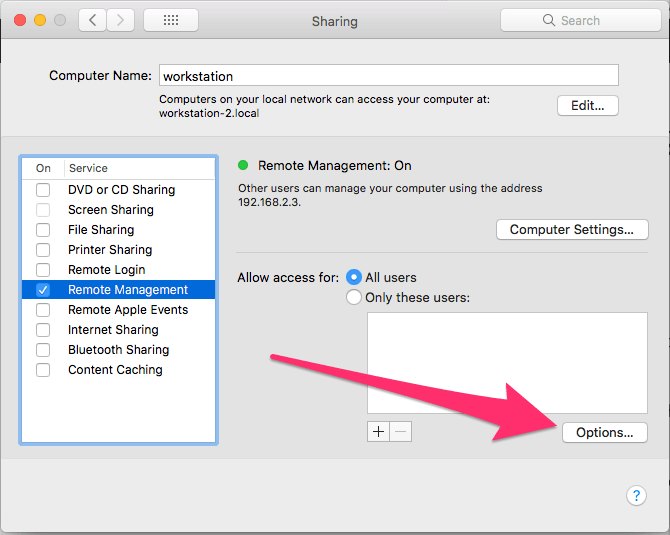 Sharing
Search
Computer Name:
workstation
Computers on your local network can access your computer at:
workstation-2.local
Edit...
On Service
DVD or CD Sharing
Screen Sharing
File Sharing
Printer Sharing
Remote Login
Remote Management
Remote Apple Events
Internet Sharing
Bluetooth Sharing
Content Caching
Remote Management: On
Other users can manage your computer using the address
192.168.2.3.
Computer Settings...
Allow access for:
All users
Only these users:
+ −
Options...
?